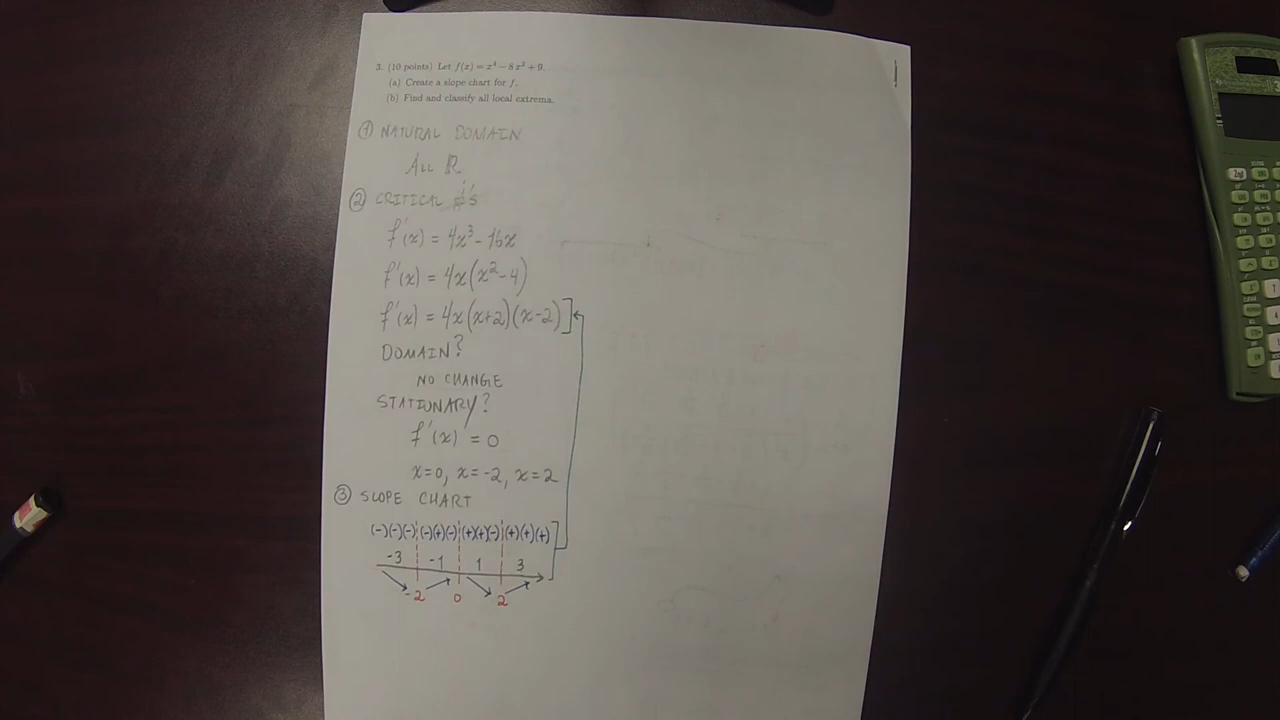 3. (10 points) Let f(x) = x⁴ − 8x² + 9.
(a) Create a slope chart for f.
(b) Find and classify all local extrema.
① NATURAL DOMAIN
ALL ℝ
② CRITICAL #'s
f'(x) = 4x³ - 16x
f'(x) = 4x(x²-4)
f'(x) = 4x(x+2)(x-2)
DOMAIN?
NO CHANGE
STATIONARY?
f'(x) = 0
x=0, x=-2, x=2
③ SLOPE CHART
(-)(-)(-) (-)(+)(-) (+)(+)(-) (+)(+)(+)
-3 -1 1 3
-2 0 2